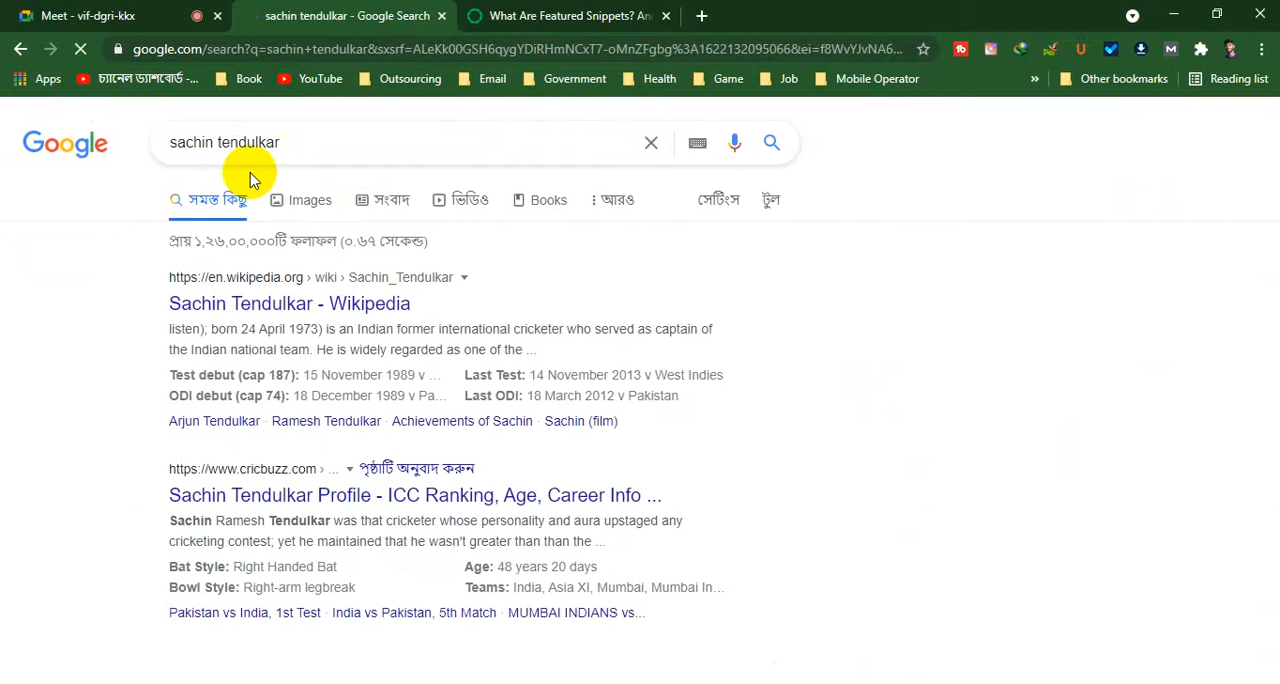 Meet - vif-dgri-kkx
sachin tendulkar - Google Search
What Are Featured Snippets? An
google.com/search?q=sachin+tendulkar&sxsrf=ALeKk00GSH6qygYDiRHmNCxT7-oMnZFgbg%3A1622132095066&ei=f8WvYJvNA6...
Apps
চ্যানেল ড্যাশবোর্ড -...
Book
YouTube
Outsourcing
Email
Government
Health
Game
Job
Mobile Operator
»
Other bookmarks
Reading list
Google
sachin tendulkar
সমস্ত কিছু
Images
সংবাদ
ভিডিও
Books
আরও
সেটিংস
টুল
প্রায় ১,২৬,০০,০০০টি ফলাফল (০.৬৭ সেকেন্ড)
https://en.wikipedia.org › wiki › Sachin_Tendulkar
Sachin Tendulkar - Wikipedia
listen); born 24 April 1973) is an Indian former international cricketer who served as captain of
the Indian national team. He is widely regarded as one of the ...
Test debut (cap 187): 15 November 1989 v ...
Last Test: 14 November 2013 v West Indies
ODI debut (cap 74): 18 December 1989 v Pa...
Last ODI: 18 March 2012 v Pakistan
Arjun Tendulkar · Ramesh Tendulkar · Achievements of Sachin · Sachin (film)
https://www.cricbuzz.com › ... পৃষ্ঠাটি অনুবাদ করুন
Sachin Tendulkar Profile - ICC Ranking, Age, Career Info ...
Sachin Ramesh Tendulkar was that cricketer whose personality and aura upstaged any
cricketing contest; yet he maintained that he wasn't greater than than the ...
Bat Style: Right Handed Bat
Age: 48 years 20 days
Bowl Style: Right-arm legbreak
Teams: India, Asia XI, Mumbai, Mumbai In...
Pakistan vs India, 1st Test · India vs Pakistan, 5th Match · MUMBAI INDIANS vs...